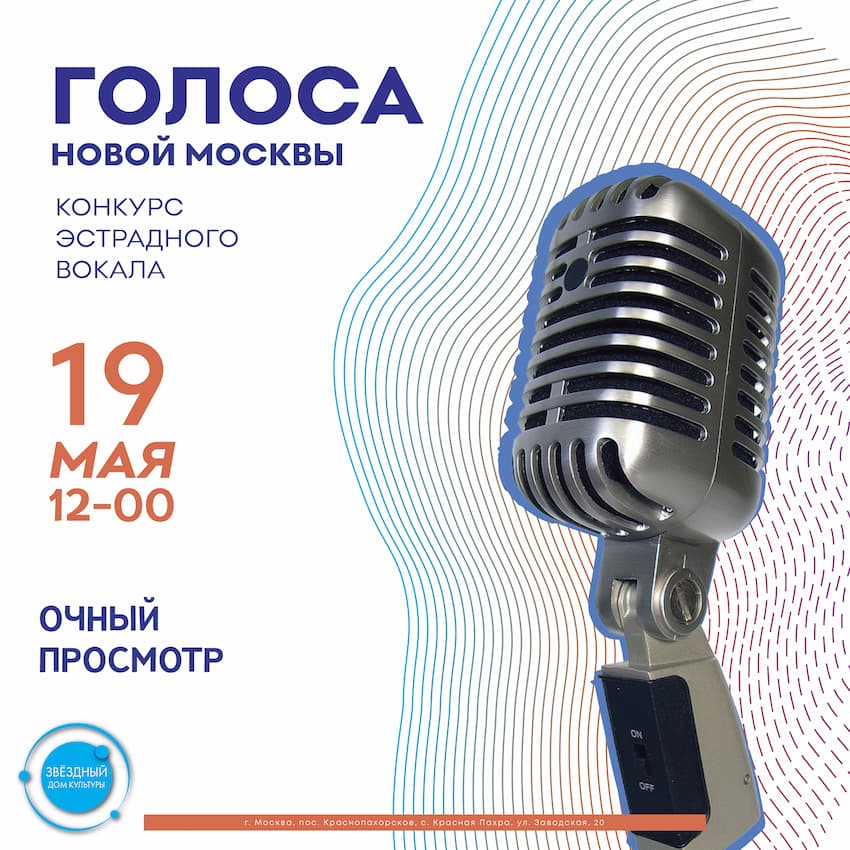 ГОЛОСА
НОВОЙ МОСКВЫ
КОНКУРС
ЭСТРАДНОГО
ВОКАЛА
19
МАЯ
12-00
ОЧНЫЙ
ПРОСМОТР
ЗВЁЗДНЫЙ
ДОМ КУЛЬТУРЫ
ON
OFF
г. Москва, пос. Краснопахорское, с. Красная Пахра, ул. Заводская, 20